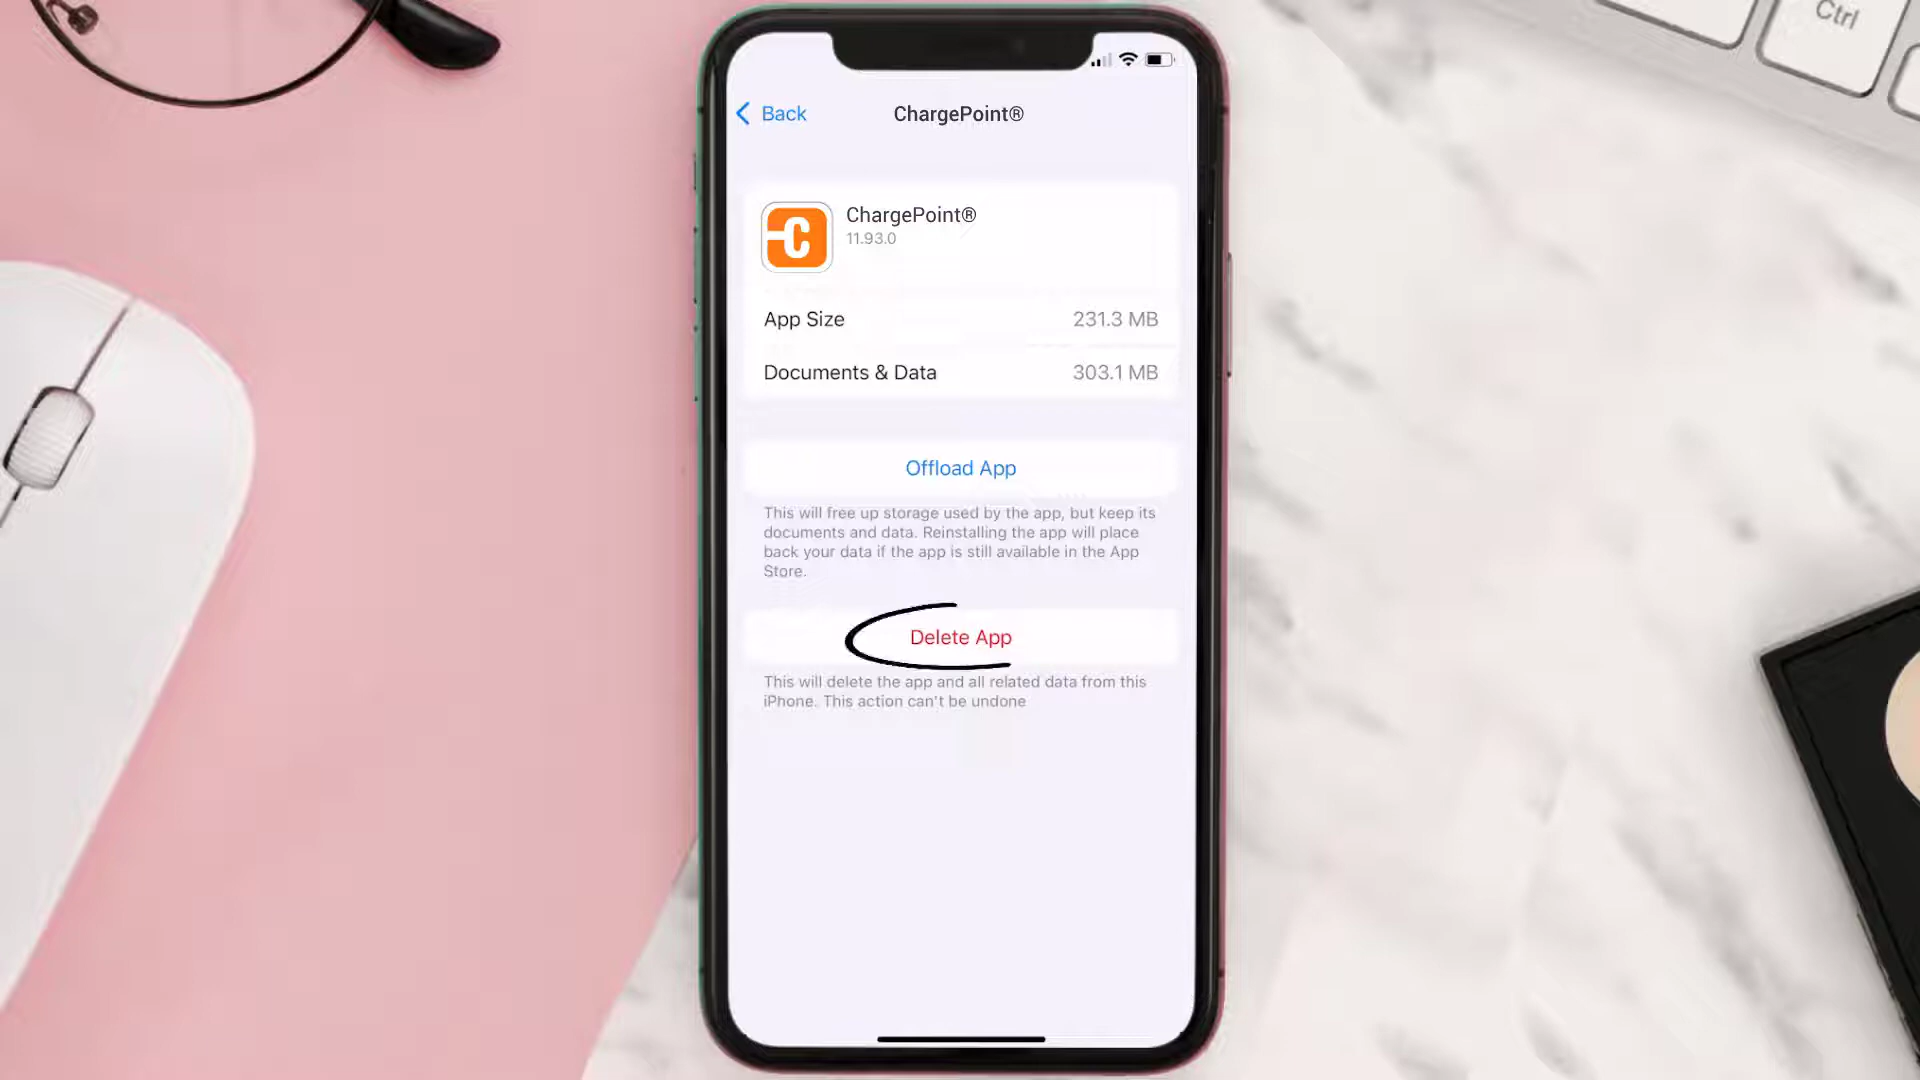 Ctrl
Back
ChargePoint®
C
ChargePoint®
11.93.0
App Size
231.3 MB
Documents & Data
303.1 MB
Offload App
This will free up storage used by the app, but keep its
documents and data. Reinstalling the app will place
back your data if the app is still available in the App
Store.
Delete App
This will delete the app and all related data from this
iPhone. This action can't be undone